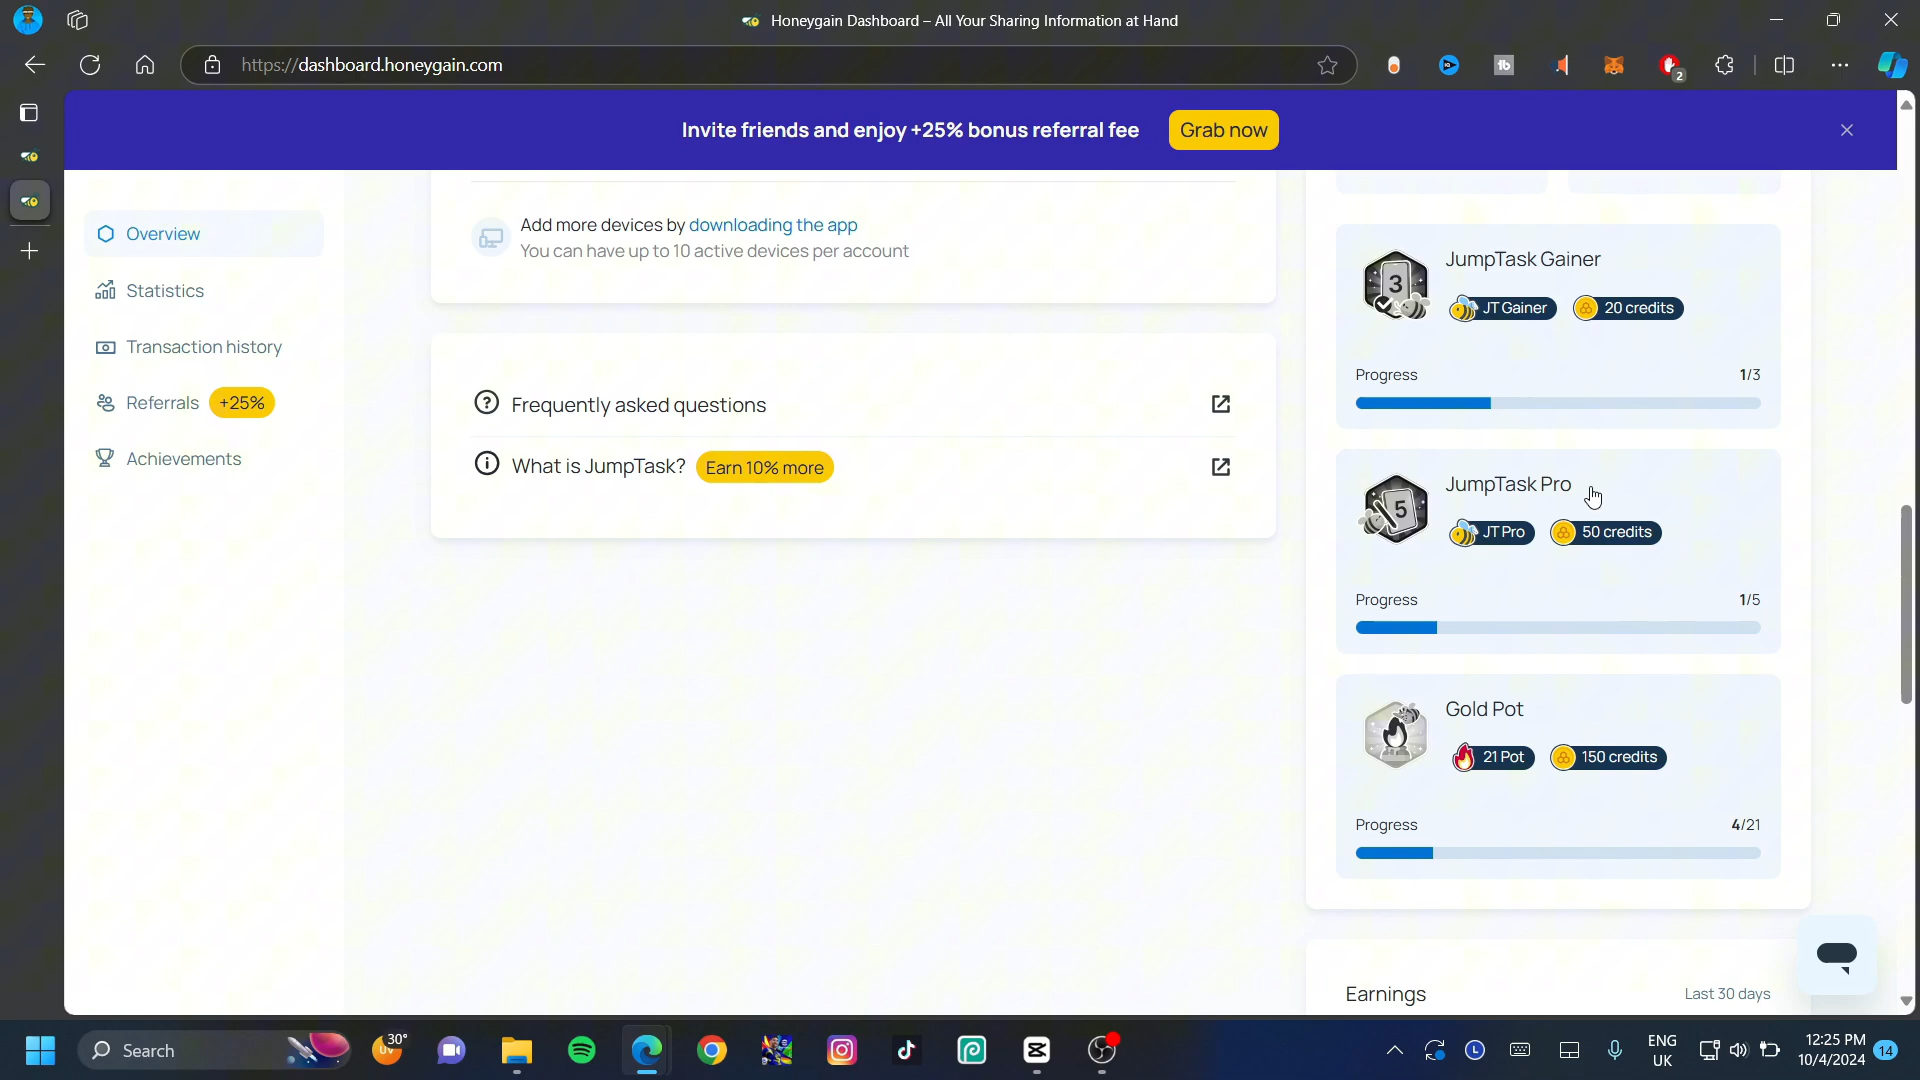 Honeygain Dashboard – All Your Sharing Information at Hand
https://dashboard.honeygain.com
2
Invite friends and enjoy +25% bonus referral fee
Grab now
Overview
Statistics
Transaction history
Referrals +25%
Achievements
Add more devices by downloading the app
You can have up to 10 active devices per account
Frequently asked questions
What is JumpTask? Earn 10% more
3
JumpTask Gainer
JT Gainer 20 credits
Progress 1/3
5
JumpTask Pro
JT Pro 50 credits
Progress 1/5
Gold Pot
21 Pot 150 credits
Progress 4/21
Earnings Last 30 days
Search
30°
UV
ENG
UK
12:25 PM
10/4/2024
14